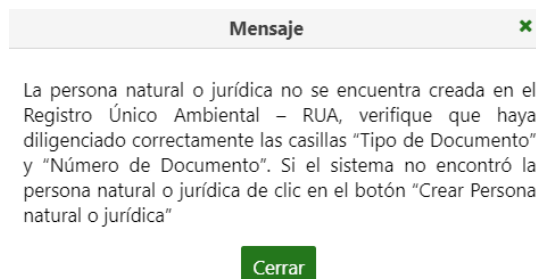 Mensaje ×
La persona natural o jurídica no se encuentra creada en el
Registro Único Ambiental – RUA, verifique que haya
diligenciado correctamente las casillas “Tipo de Documento”
y “Número de Documento”. Si el sistema no encontró la
persona natural o jurídica de clic en el botón “Crear Persona
natural o jurídica”
Cerrar